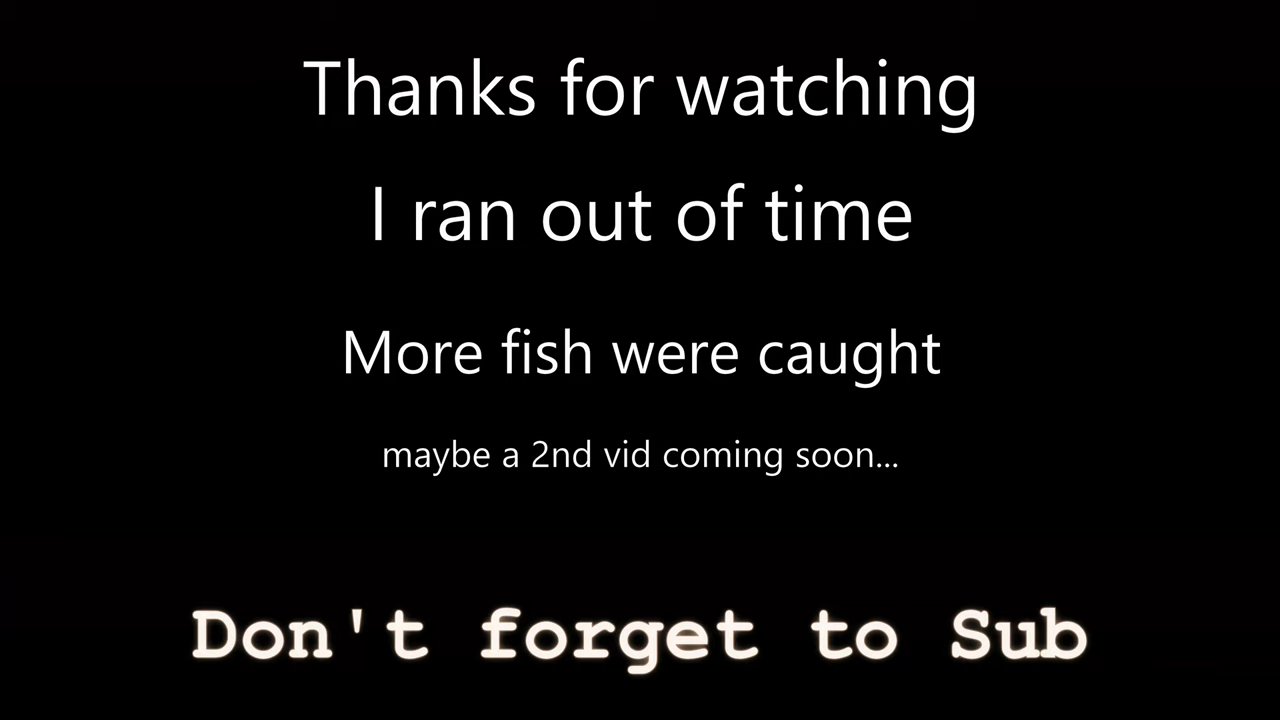 Thanks for watching
I ran out of time
More fish were caught
maybe a 2nd vid coming soon...
Don't forget to Sub